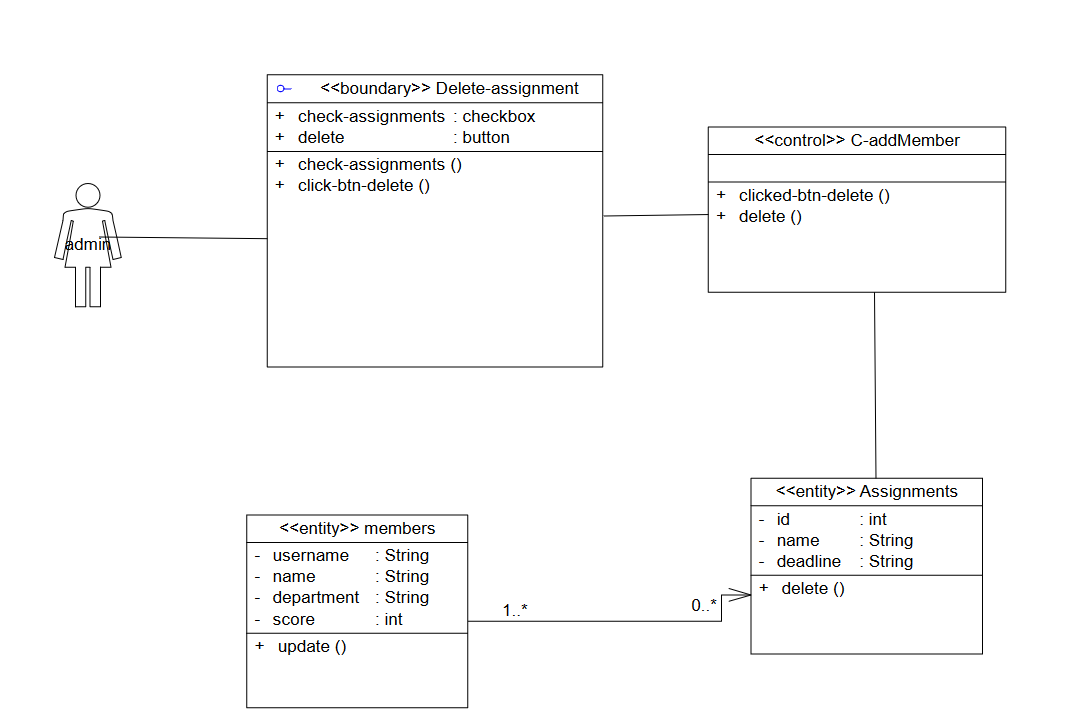 <<boundary>> Delete-assignment
+ check-assignments : checkbox
+ delete : button
+ check-assignments ()
+ click-btn-delete ()
<<control>> C-addMember
+ clicked-btn-delete ()
+ delete ()
admin
<<entity>> Assignments
- id : int
- name : String
- deadline : String
+ delete ()
<<entity>> members
- username : String
- name : String
- department : String
- score : int
+ update ()
1..*
0..*